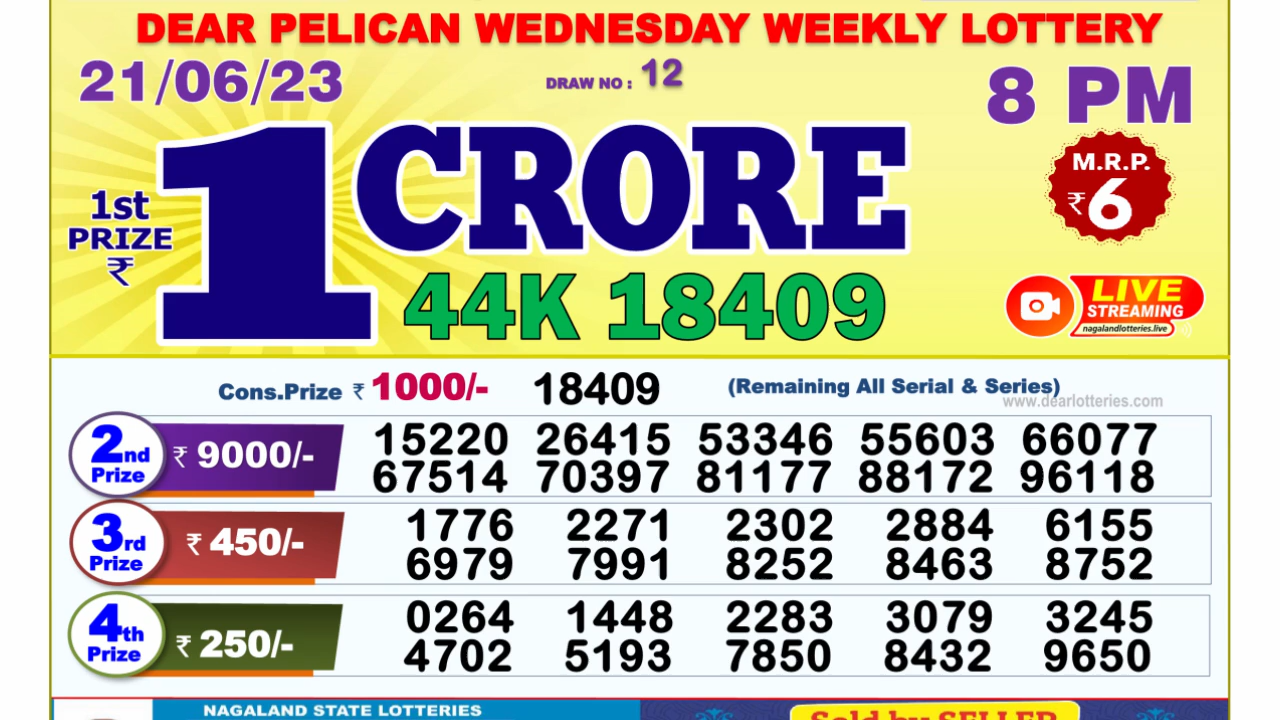 DEAR PELICAN WEDNESDAY WEEKLY LOTTERY
21/06/23
DRAW NO : 12
8 PM
M.R.P.
₹6
1st
PRIZE
₹
1 CRORE
44K 18409
LIVE
STREAMING
nagalandlotteries.live
Cons.Prize ₹ 1000/- 18409 (Remaining All Serial & Series)
www.dearlotteries.com
2nd
Prize
₹ 9000/-
15220 26415 53346 55603 66077
67514 70397 81177 88172 96118
3rd
Prize
₹ 450/-
1776 2271 2302 2884 6155
6979 7991 8252 8463 8752
4th
Prize
₹ 250/-
0264 1448 2283 3079 3245
4702 5193 7850 8432 9650
NAGALAND STATE LOTTERIES
Sold by SELLER